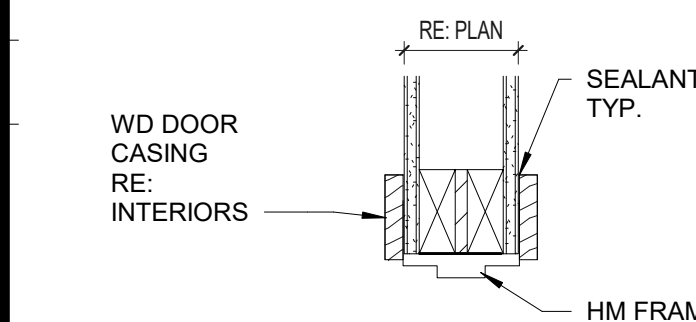 RE: PLAN
SEALANT
TYP.
WD DOOR
CASING
RE:
INTERIORS
HM FRAM